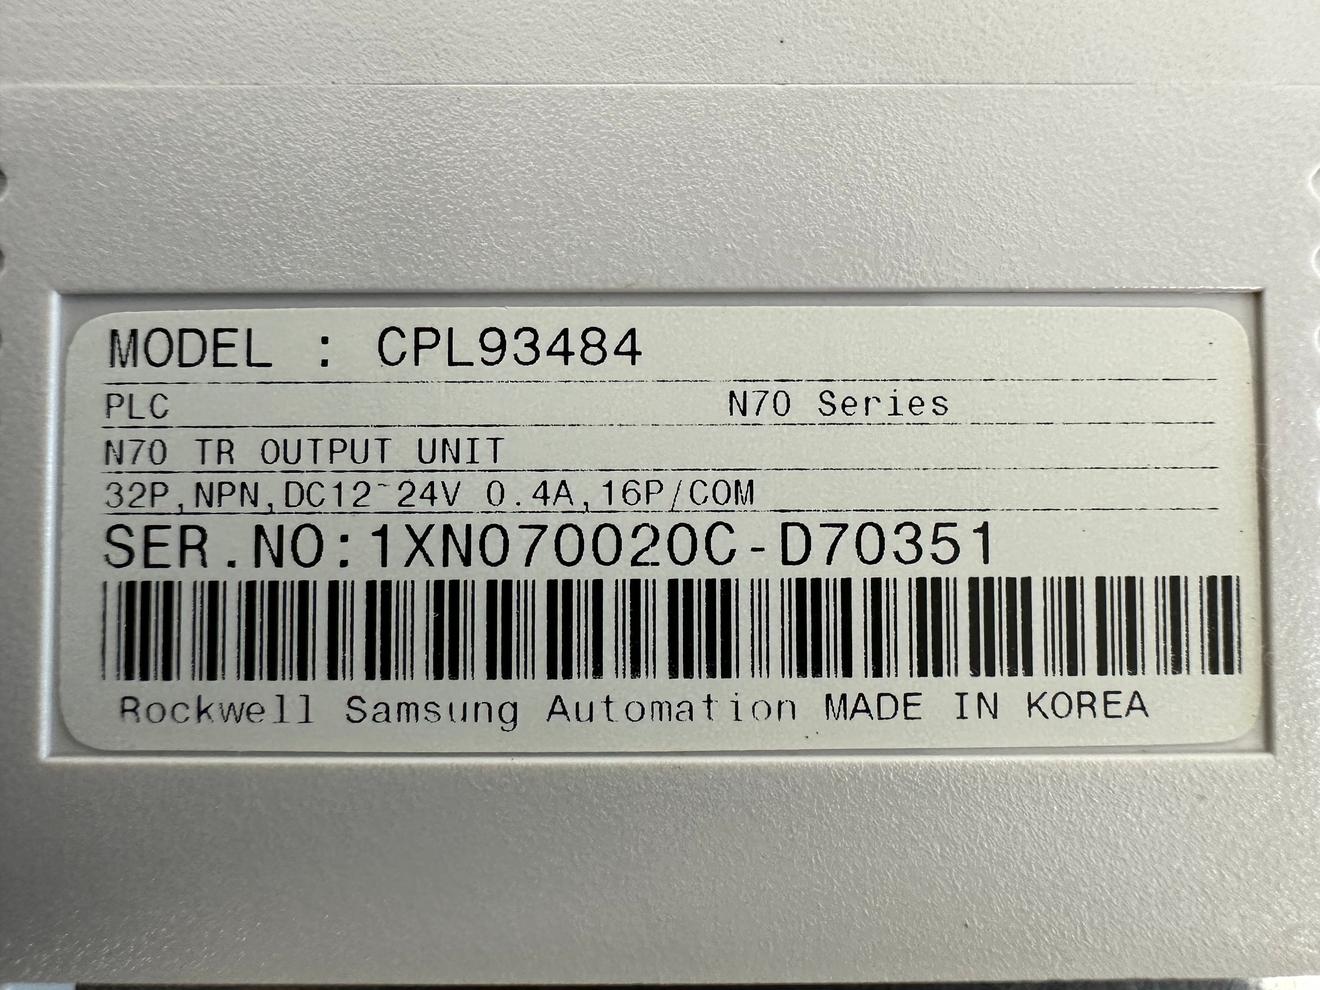 MODEL : CPL93484
PLC N70 Series
N70 TR OUTPUT UNIT
32P,NPN,DC12~24V 0.4A,16P/COM
SER.NO:1XN070020C-D70351
Rockwell Samsung Automation MADE IN KOREA